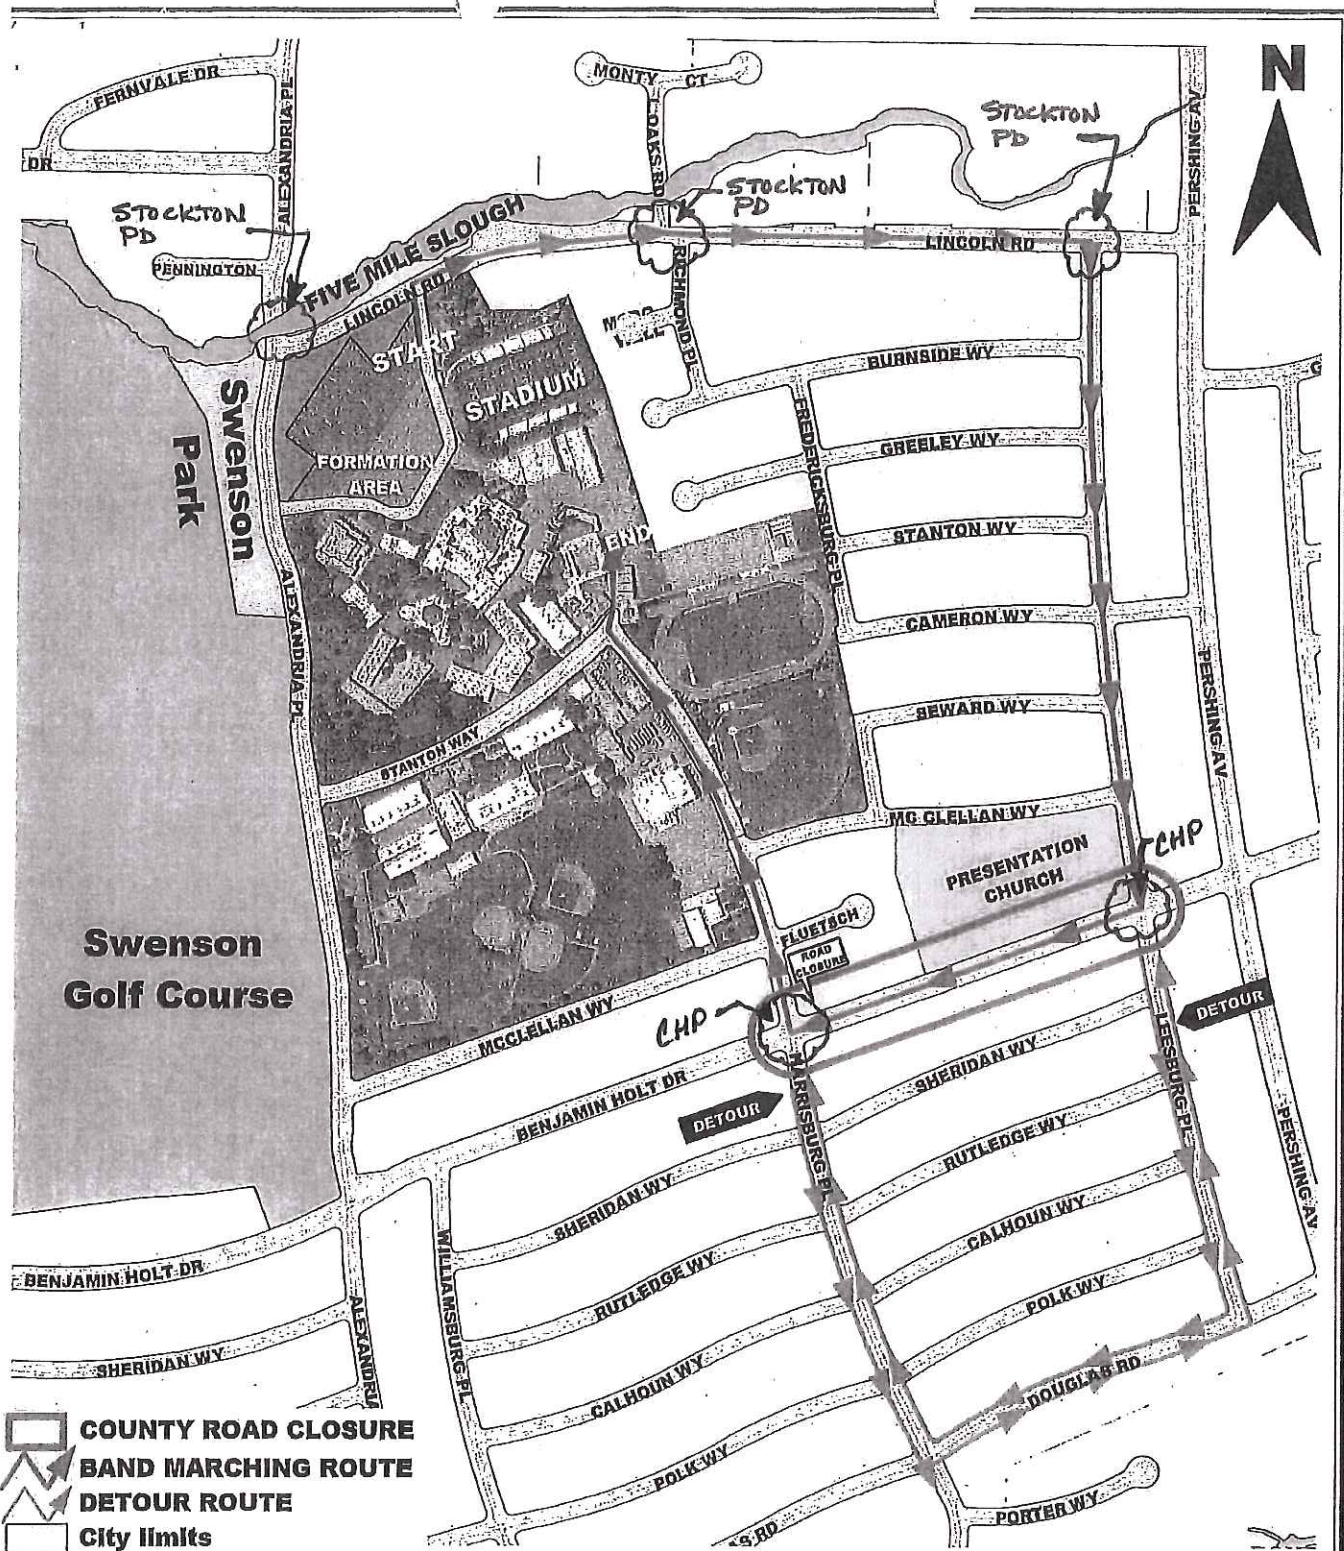 FERNVALE DR
ALEXANDRIA PL
MONTY CT
N
STOCKTON
PD
PERSHING AV
DR
STOCKTON
PD
STOCKTON
PD
PENNINGTON
FIVE MILE SLOUGH
LINCOLN RD
LINCOLN RD
RICHMOND PL
START
STADIUM
BURNSIDE WY
Swenson
Park
FREDERICKSBURG PL
GREELEY WY
FORMATION
AREA
STANTON WY
END
ALEXANDRIA PL
CAMERON WY
PERSHING AV
SEWARD WY
STANTON WAY
MC CLELLAN WY
CHP
PRESENTATION
CHURCH
Swenson
Golf Course
FLUETSCH
ROAD
CLOSURE
MCCLELLAN WY
CHP
DETOUR
LEESBURG PL
SHERIDAN WY
BENJAMIN HOLT DR
DETOUR
HARRISBURG PL
RUTLEDGE WY
PERSHING AV
SHERIDAN WY
CALHOUN WY
WILLIAMSBURG PL
BENJAMIN HOLT DR
RUTLEDGE WY
POLK WY
ALEXANDRIA
SHERIDAN WY
CALHOUN WY
DOUGLAS RD
POLK WY
PORTER WY
COUNTY ROAD CLOSURE
BAND MARCHING ROUTE
DETOUR ROUTE
City limits